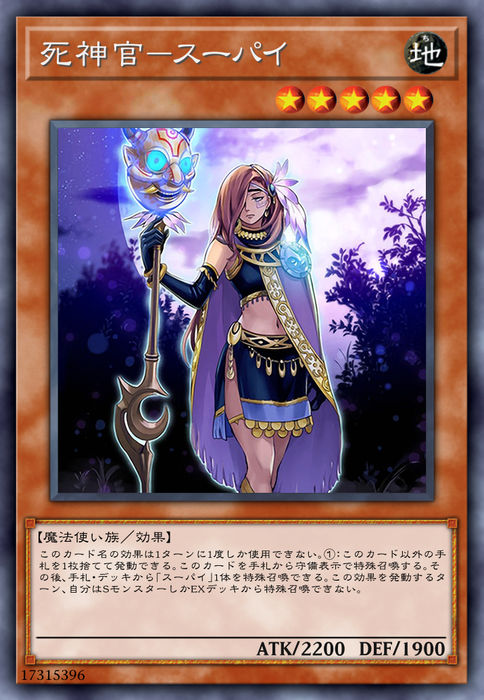 死神官－スーパイ
ち
地
【魔法使い族／効果】
このカード名の効果は1ターンに1度しか使用できない。①：このカード以外の手
札を1枚捨てて発動できる。このカードを手札から守備表示で特殊召喚する。そ
の後、手札・デッキから「スーパイ」1体を特殊召喚できる。この効果を発動するタ
ーン、自分はSモンスターしかEXデッキから特殊召喚できない。
ATK/2200 DEF/1900
17315396